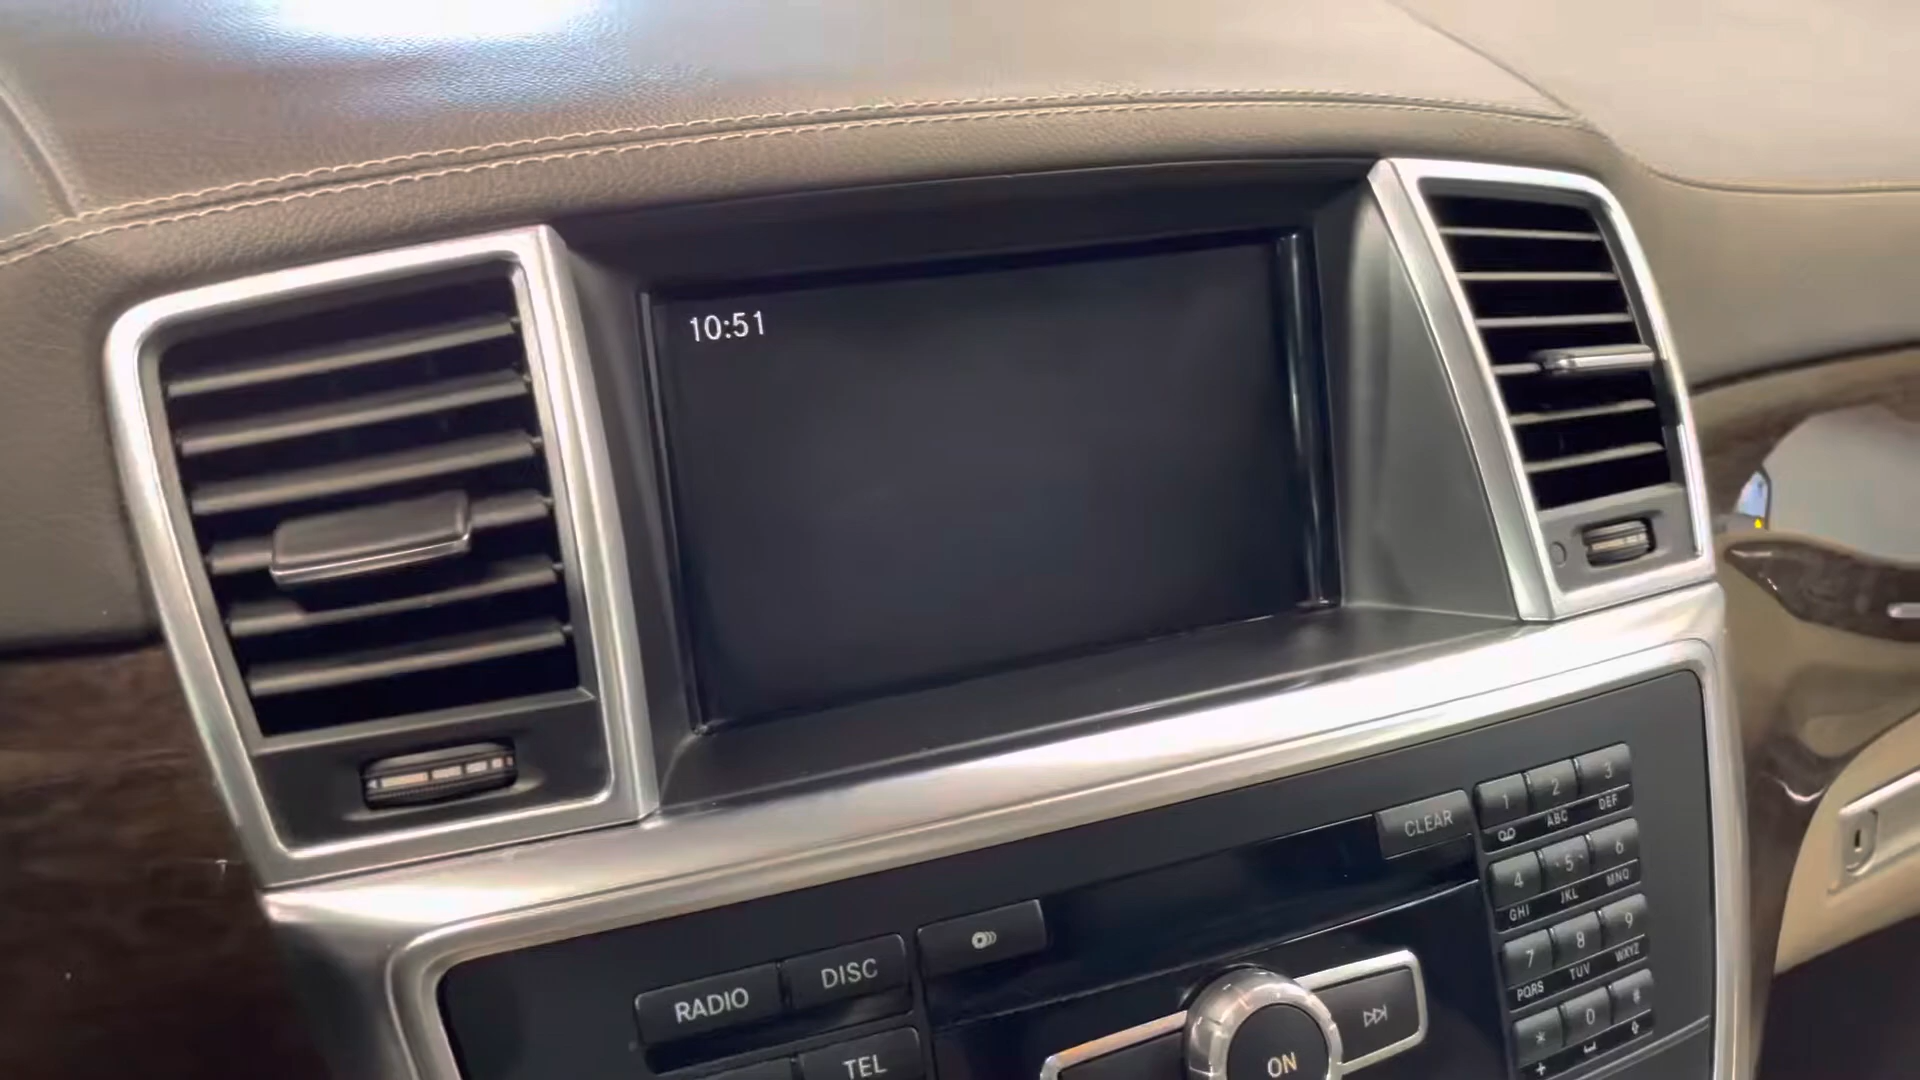 10:51
CLEAR
1 2 3
ABC DEF
4 5 6
GHI JKL MNO
7 8 9
PQRS TUV WXYZ
* 0 #
+
RADIO DISC
TEL
ON